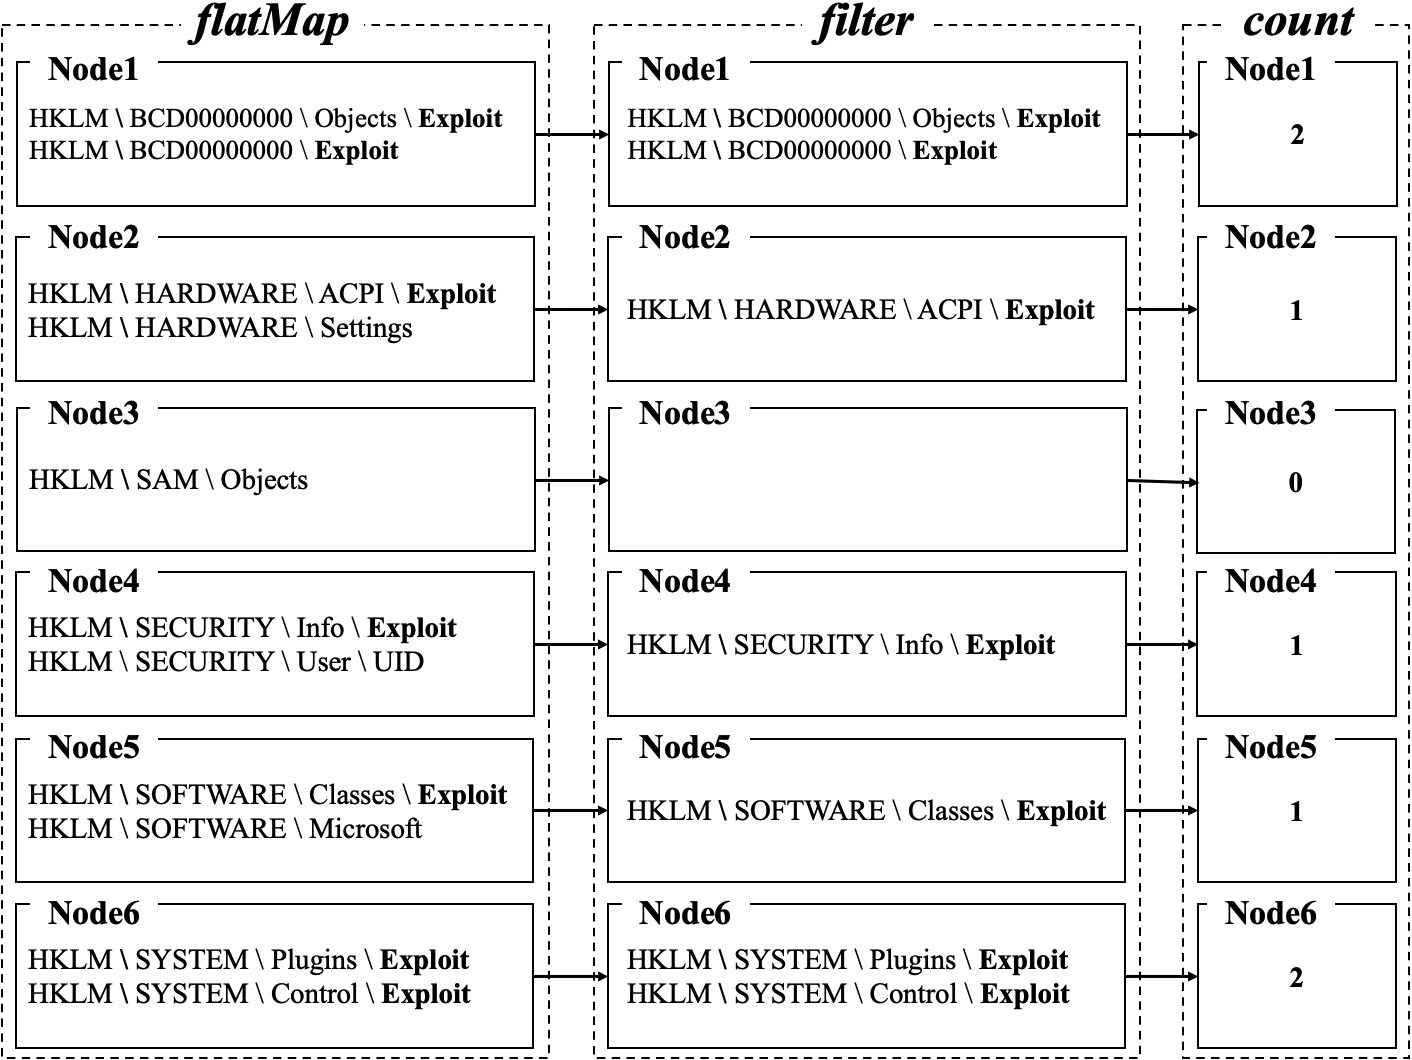 flatMap
Node1
HKLM \ BCD00000000 \ Objects \ Exploit
HKLM \ BCD00000000 \ Exploit
Node2
HKLM \ HARDWARE \ ACPI \ Exploit
HKLM \ HARDWARE \ Settings
Node3
HKLM \ SAM \ Objects
Node4
HKLM \ SECURITY \ Info \ Exploit
HKLM \ SECURITY \ User \ UID
Node5
HKLM \ SOFTWARE \ Classes \ Exploit
HKLM \ SOFTWARE \ Microsoft
Node6
HKLM \ SYSTEM \ Plugins \ Exploit
HKLM \ SYSTEM \ Control \ Exploit
filter
Node1
HKLM \ BCD00000000 \ Objects \ Exploit
HKLM \ BCD00000000 \ Exploit
Node2
HKLM \ HARDWARE \ ACPI \ Exploit
Node3
Node4
HKLM \ SECURITY \ Info \ Exploit
Node5
HKLM \ SOFTWARE \ Classes \ Exploit
Node6
HKLM \ SYSTEM \ Plugins \ Exploit
HKLM \ SYSTEM \ Control \ Exploit
count
Node1
2
Node2
1
Node3
0
Node4
1
Node5
1
Node6
2